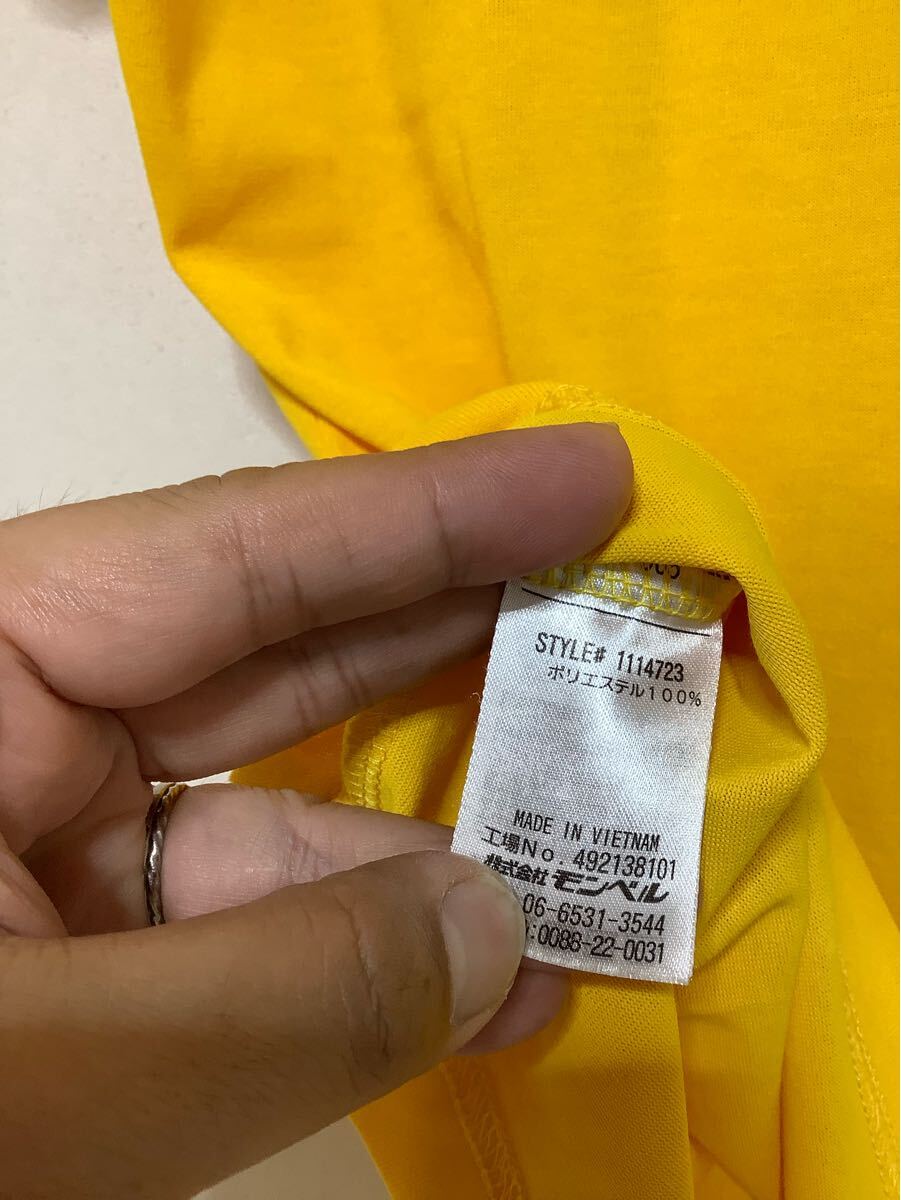 STYLE# 1114723
ポリエステル100%
MADE IN VIETNAM
工場No. 492138101
株式会社 モンベル
06-6531-3544
:0088-22-0031